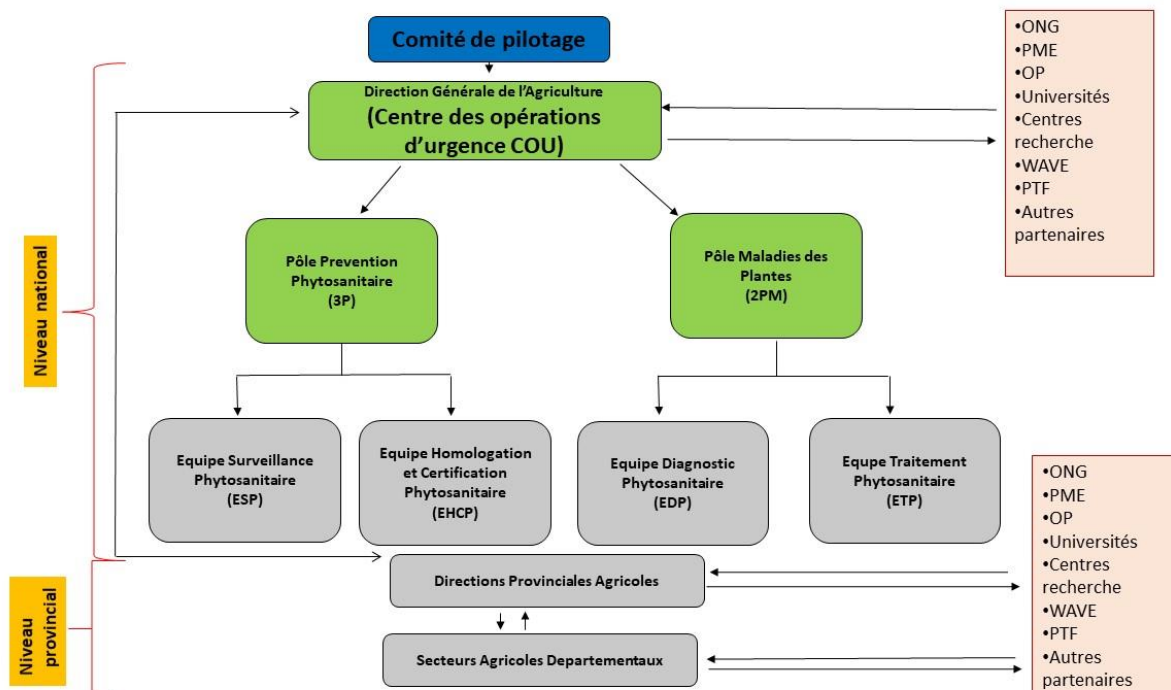 Comité de pilotage
Direction Générale de l'Agriculture
(Centre des opérations
d'urgence COU)
•ONG
•PME
•OP
•Universités
•Centres
recherche
•WAVE
•PTF
•Autres
partenaires
Niveau national
Pôle Prevention
Phytosanitaire
(3P)
Pôle Maladies des
Plantes
(2PM)
Equipe Surveillance
Phytosanitaire
(ESP)
Equipe Homologation
et Certification
Phytosanitaire
(EHCP)
Equipe Diagnostic
Phytosanitaire
(EDP)
Equpe Traitement
Phytosanitaire
(ETP)
•ONG
•PME
•OP
•Universités
•Centres
recherche
•WAVE
•PTF
•Autres
partenaires
Niveau
provincial
Directions Provinciales Agricoles
Secteurs Agricoles Departementaux